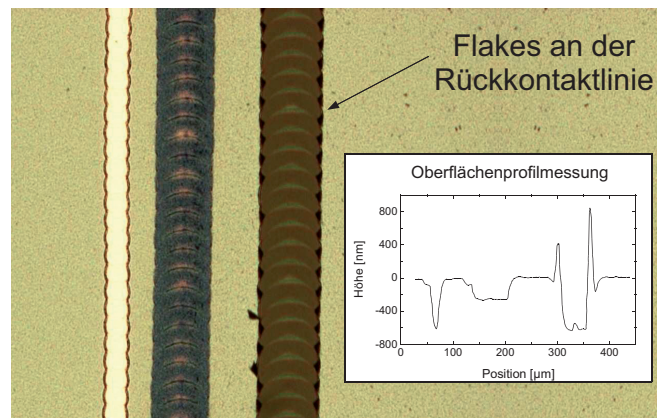 Flakes an der
Rückkontaktlinie
Oberflächenprofilmessung
Höhe [nm]
800
400
0
-400
-800
0
100
200
300
400
Position [µm]